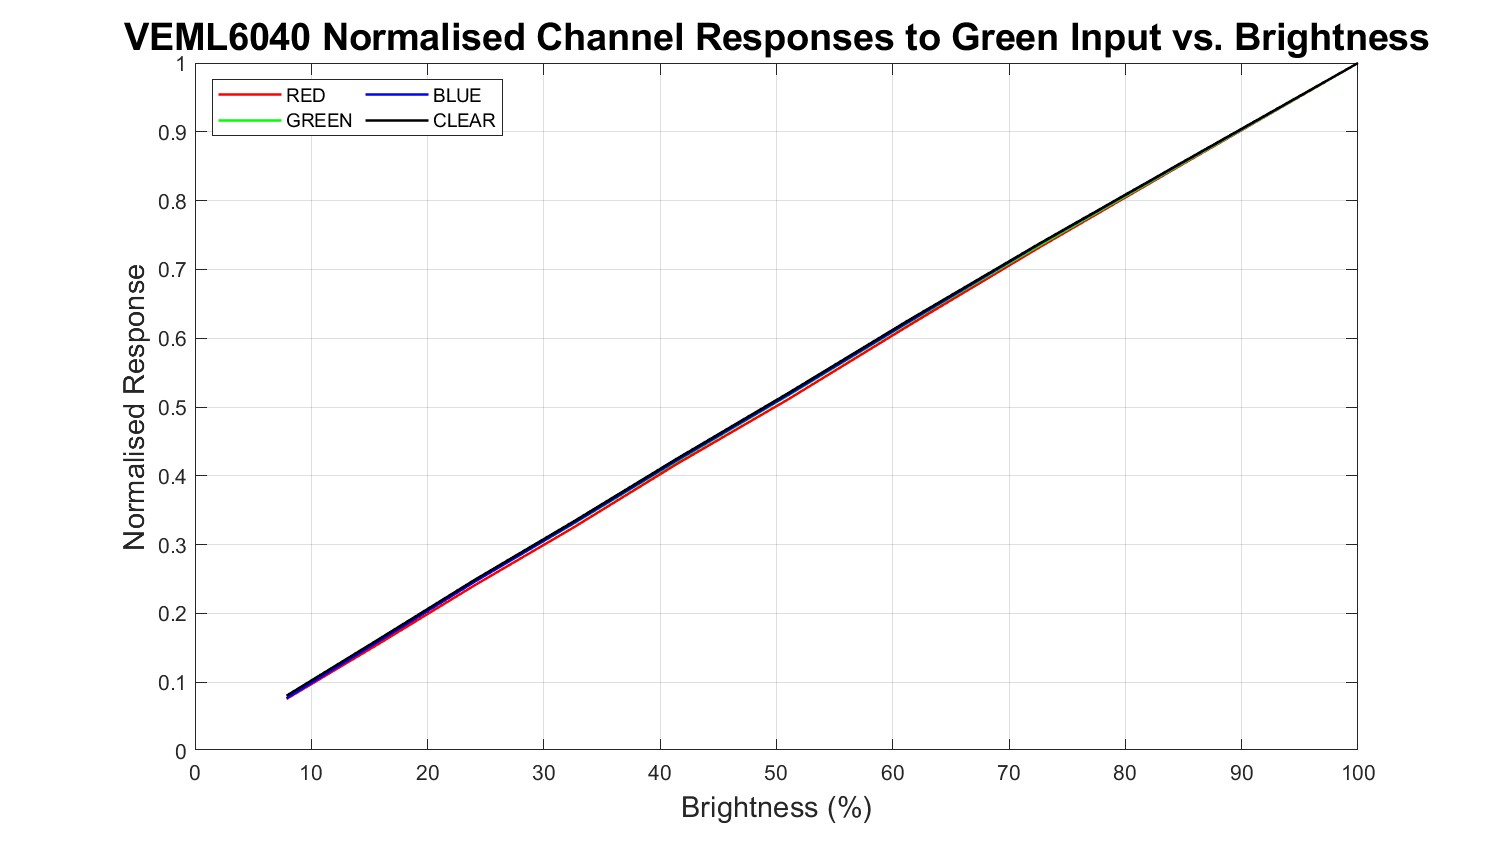 VEML6040 Normalised Channel Responses to Green Input vs. Brightness
RED BLUE
GREEN CLEAR
1
0.9
0.8
0.7
0.6
0.5
0.4
0.3
0.2
0.1
0
Normalised Response
0 10 20 30 40 50 60 70 80 90 100
Brightness (%)